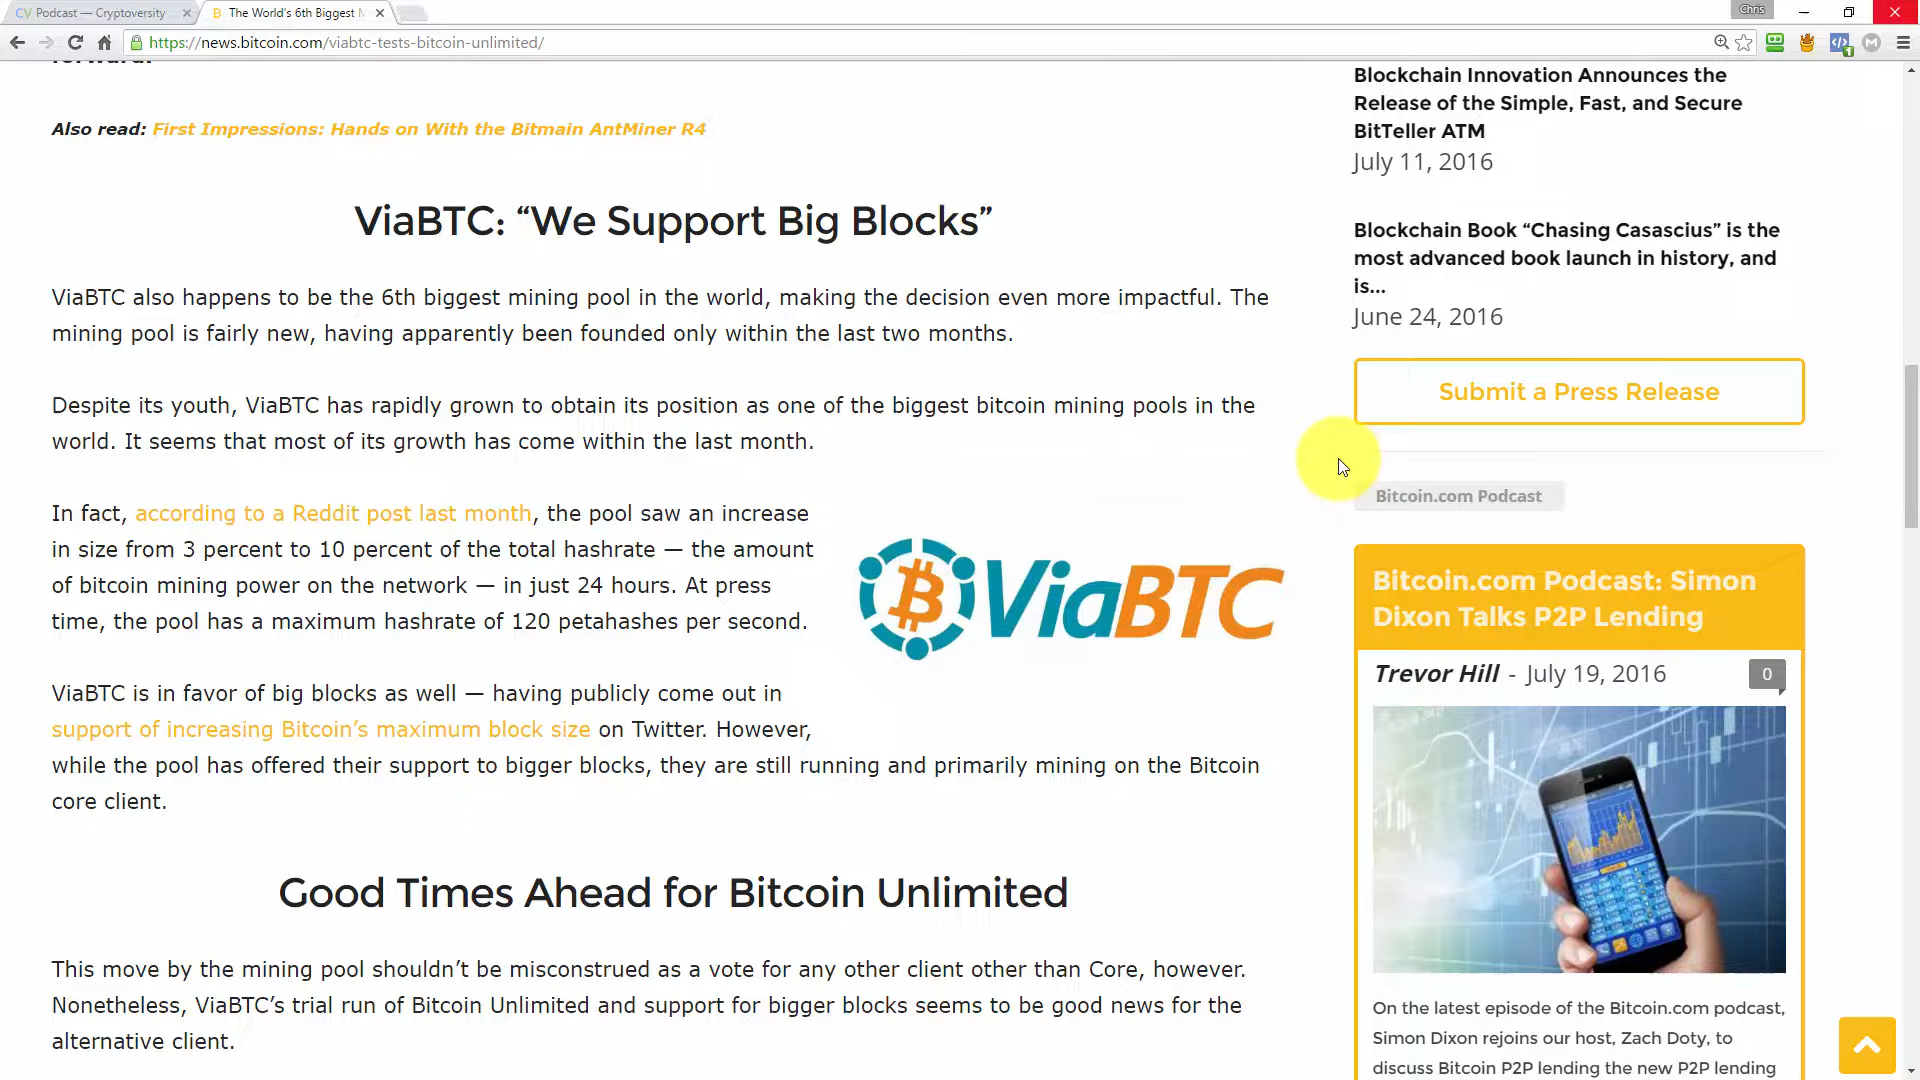 CV Podcast — Cryptoversity
The World's 6th Biggest M
Chris
https://news.bitcoin.com/viabtc-tests-bitcoin-unlimited/
forward.
Also read: First Impressions: Hands on With the Bitmain AntMiner R4
ViaBTC: “We Support Big Blocks”
ViaBTC also happens to be the 6th biggest mining pool in the world, making the decision even more impactful. The
mining pool is fairly new, having apparently been founded only within the last two months.
Despite its youth, ViaBTC has rapidly grown to obtain its position as one of the biggest bitcoin mining pools in the
world. It seems that most of its growth has come within the last month.
In fact, according to a Reddit post last month, the pool saw an increase
in size from 3 percent to 10 percent of the total hashrate — the amount
of bitcoin mining power on the network — in just 24 hours. At press
time, the pool has a maximum hashrate of 120 petahashes per second.
ViaBTC
ViaBTC is in favor of big blocks as well — having publicly come out in
support of increasing Bitcoin’s maximum block size on Twitter. However,
while the pool has offered their support to bigger blocks, they are still running and primarily mining on the Bitcoin
core client.
Good Times Ahead for Bitcoin Unlimited
This move by the mining pool shouldn’t be misconstrued as a vote for any other client other than Core, however.
Nonetheless, ViaBTC’s trial run of Bitcoin Unlimited and support for bigger blocks seems to be good news for the
alternative client.
Blockchain Innovation Announces the
Release of the Simple, Fast, and Secure
BitTeller ATM
July 11, 2016
Blockchain Book “Chasing Casascius” is the
most advanced book launch in history, and
is...
June 24, 2016
Submit a Press Release
Bitcoin.com Podcast
Bitcoin.com Podcast: Simon
Dixon Talks P2P Lending
Trevor Hill - July 19, 2016
0
On the latest episode of the Bitcoin.com podcast,
Simon Dixon rejoins our host, Zach Doty, to
discuss Bitcoin P2P lending the new P2P lending